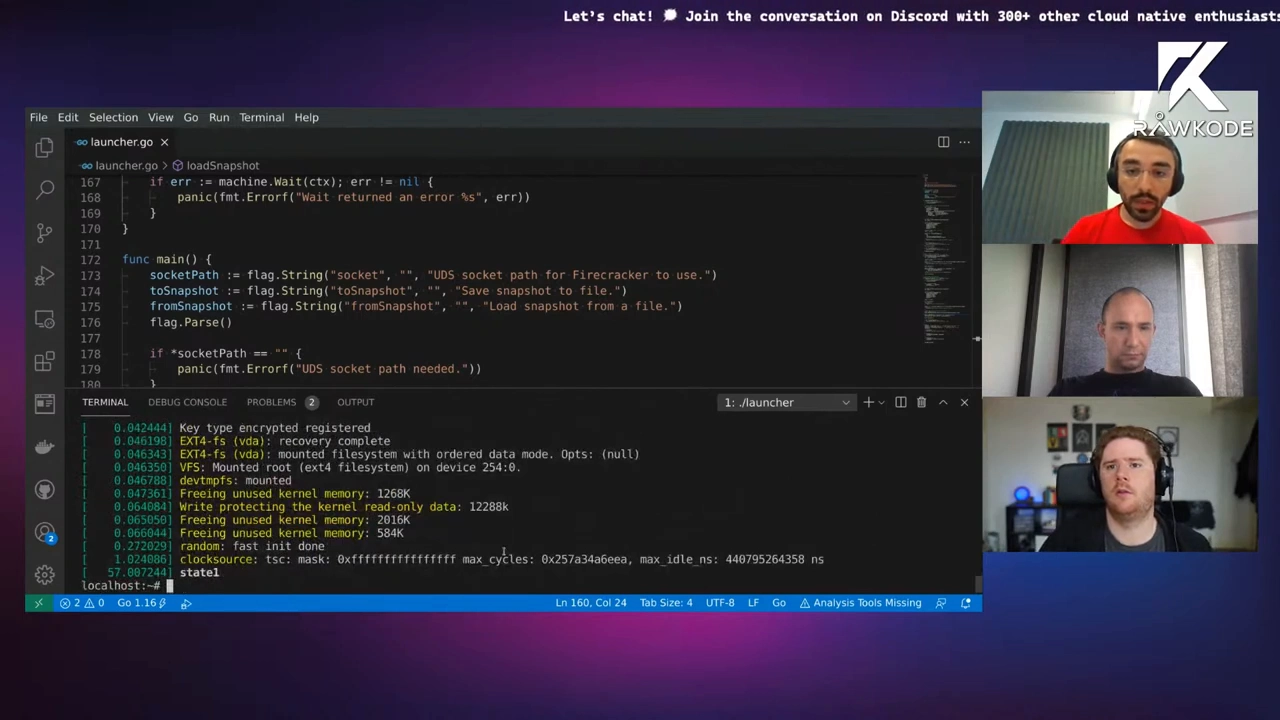 Let's chat! 💬 Join the conversation on Discord with 300+ other cloud native enthusiasts
RAWKODE
File Edit Selection View Go Run Terminal Help
launcher.go
launcher.go > loadSnapshot
167 if err := machine.Wait(ctx); err != nil {
168 panic(fmt.Errorf("Wait returned an error %s", err))
169 }
170 }
171
172 func main() {
173 socketPath := flag.String("socket", "", "UDS socket path for Firecracker to use.")
174 toSnapshot := flag.String("toSnapshot", "", "Save snapshot to file.")
175 fromSnapshot := flag.String("fromSnapshot", "", "Load snapshot from a file.")
176 flag.Parse()
177
178 if *socketPath == "" {
179 panic(fmt.Errorf("UDS socket path needed."))
180 }
TERMINAL DEBUG CONSOLE PROBLEMS 2 OUTPUT 1: ./launcher
[ 0.042444] Key type encrypted registered
[ 0.046198] EXT4-fs (vda): recovery complete
[ 0.046343] EXT4-fs (vda): mounted filesystem with ordered data mode. Opts: (null)
[ 0.046350] VFS: Mounted root (ext4 filesystem) on device 254:0.
[ 0.046788] devtmpfs: mounted
[ 0.047361] Freeing unused kernel memory: 1268K
[ 0.064084] Write protecting the kernel read-only data: 12288k
[ 0.065050] Freeing unused kernel memory: 2016K
[ 0.066044] Freeing unused kernel memory: 584K
[ 0.272029] random: fast init done
[ 1.024086] clocksource: tsc: mask: 0xffffffffffffffff max_cycles: 0x257a34a6eea, max_idle_ns: 440795264358 ns
[ 57.007244] state1
localhost:~#
2
2 0 Go 1.16 Ln 160, Col 24 Tab Size: 4 UTF-8 LF Go Analysis Tools Missing